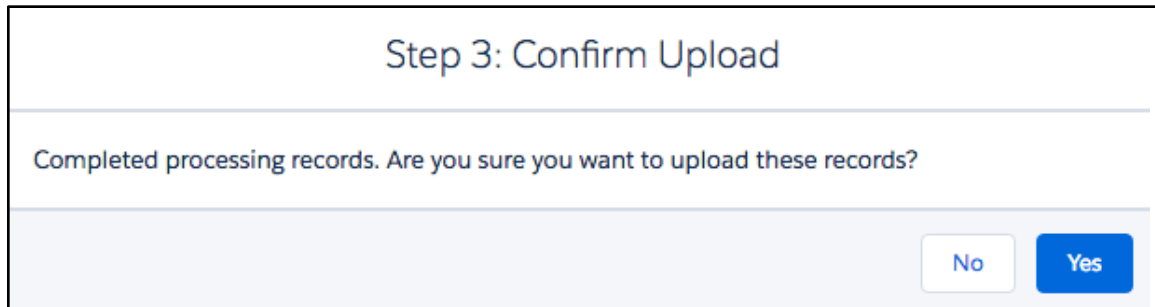 Step 3: Confirm Upload
Completed processing records. Are you sure you want to upload these records?
No
Yes